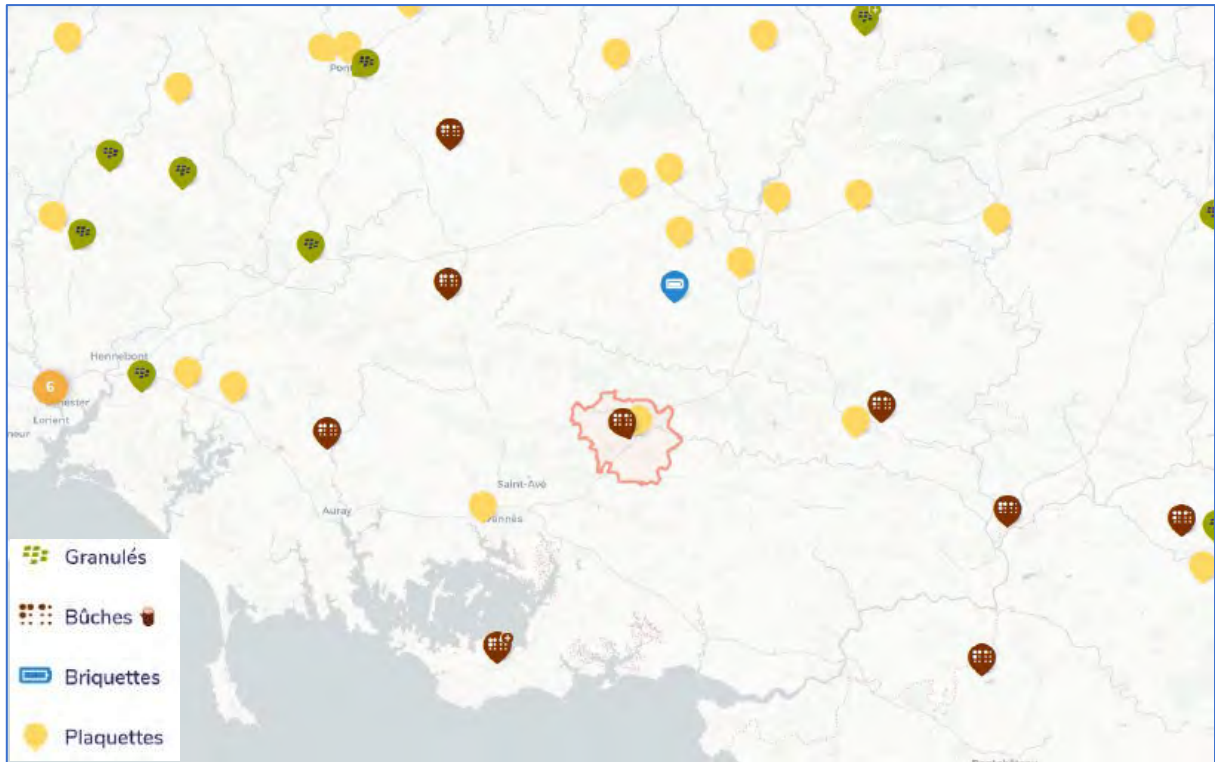 Pont
Hennebont
6
Lorient
Saint-Avé
Auray
Vannes
Granulés
Bûches
Briquettes
Plaquettes